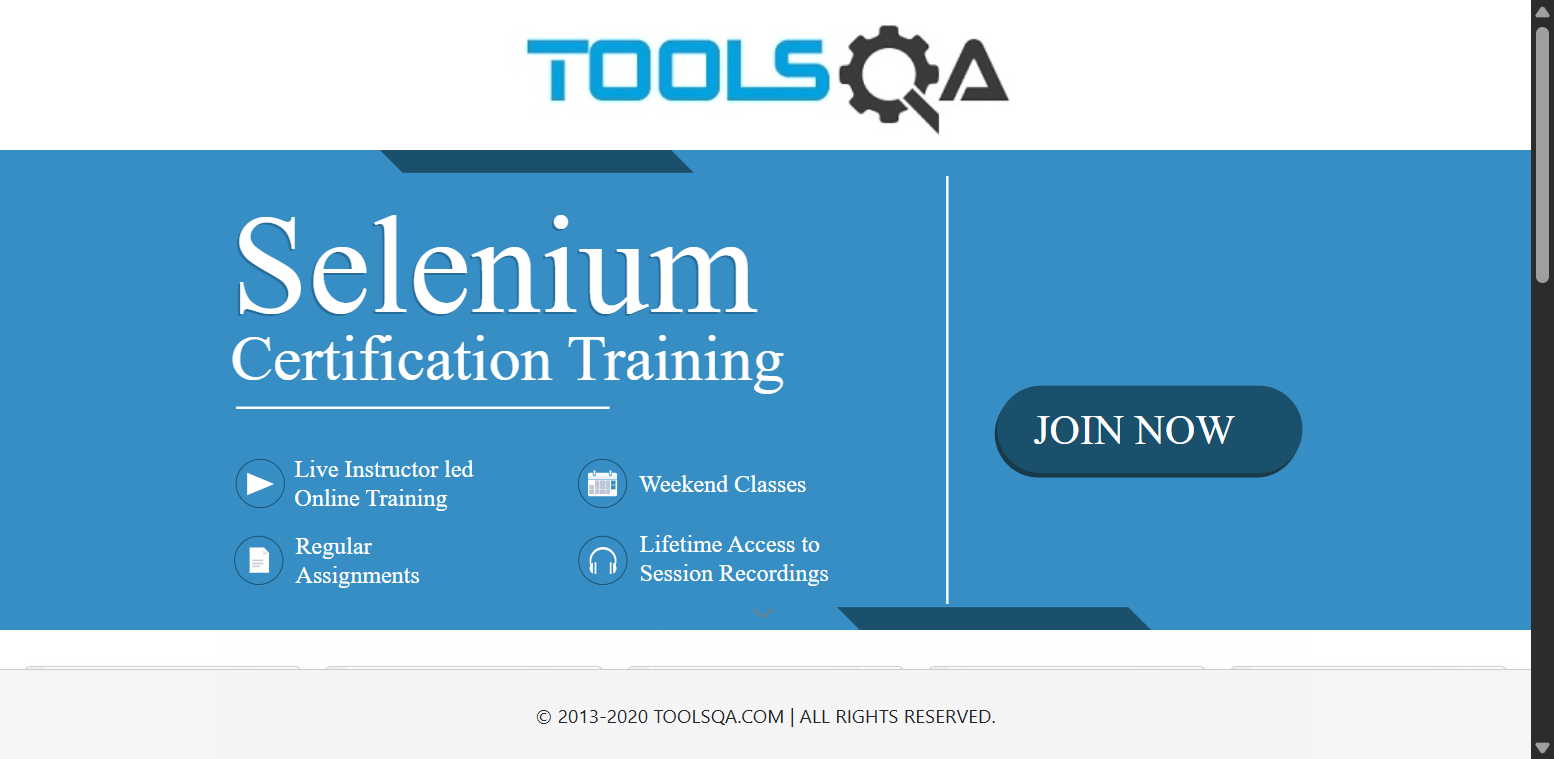 TOOLSQA
Selenium
Certification Training
JOIN NOW
Live Instructor led
Online Training
Weekend Classes
Regular
Assignments
Lifetime Access to
Session Recordings
© 2013-2020 TOOLSQA.COM | ALL RIGHTS RESERVED.